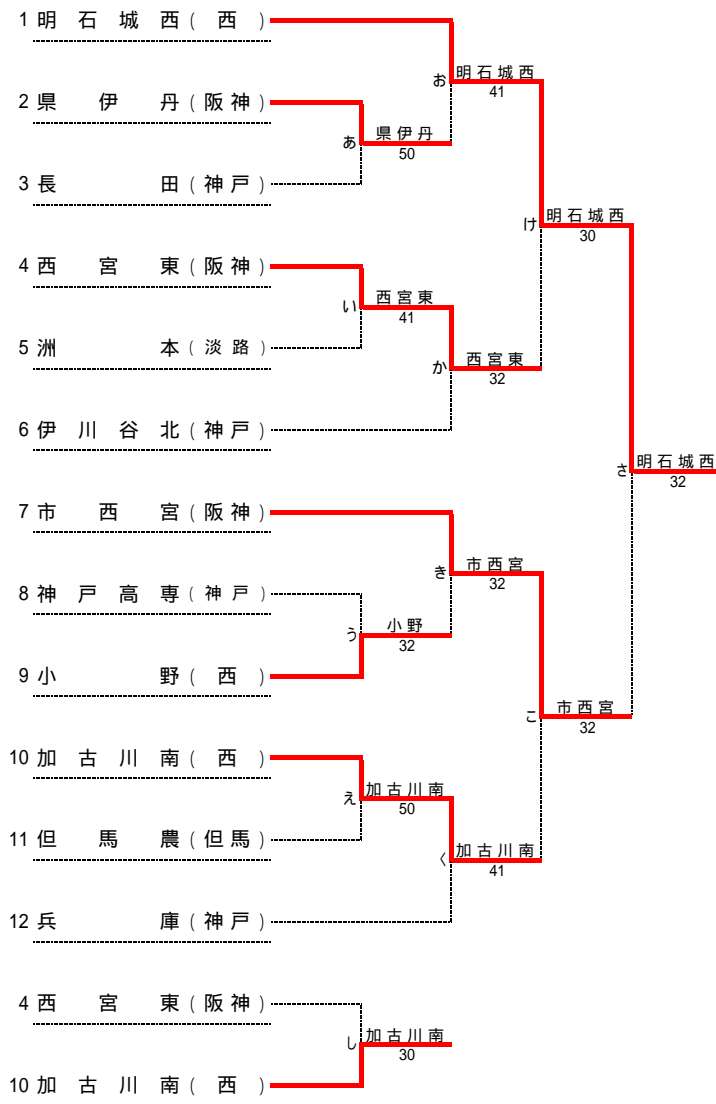 1 明石城西(西)
お 明石城西
41
2 県伊丹(阪神)
あ 県伊丹
50
3 長田(神戸)
け 明石城西
30
4 西宮東(阪神)
い 西宮東
41
5 洲本(淡路)
か 西宮東
32
6 伊川谷北(神戸)
さ 明石城西
32
7 市西宮(阪神)
き 市西宮
32
8 神戸高専(神戸)
う 小野
32
9 小野(西)
こ 市西宮
32
10 加古川南(西)
え 加古川南
50
11 但馬農(但馬)
く 加古川南
41
12 兵庫(神戸)
4 西宮東(阪神)
し 加古川南
30
10 加古川南(西)